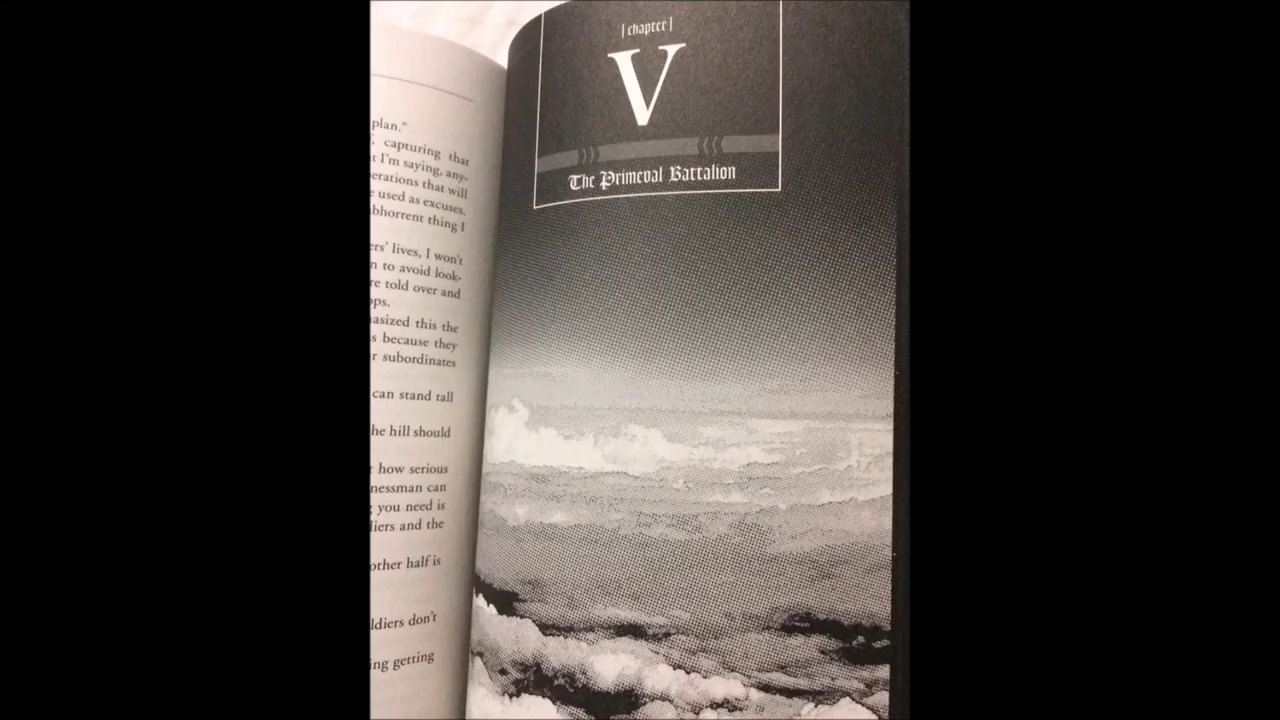 plan."
, capturing that
t I'm saying, any-
erations that will
e used as excuses.
bhorrent thing I
ers' lives, I won't
n to avoid look-
re told over and
ops.
asized this the
s because they
r subordinates
can stand tall
he hill should
t how serious
nessman can
g you need is
diers and the
other half is
ldiers don't
ing getting
| chapter |
V
The Primeval Battalion